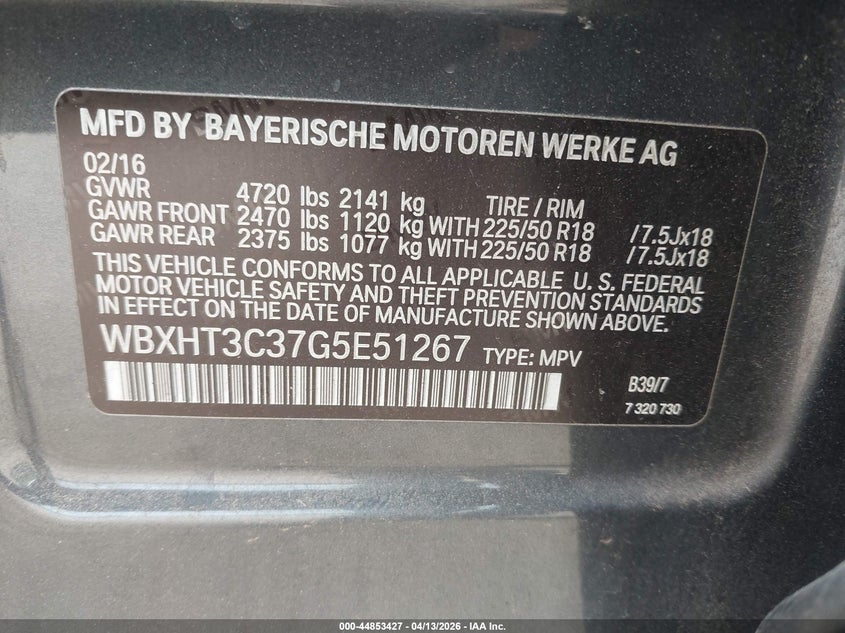 MFD BY BAYERISCHE MOTOREN WERKE AG
02/16
GVWR 4720 lbs 2141 kg TIRE / RIM
GAWR FRONT 2470 lbs 1120 kg WITH 225/50 R18 /7.5Jx18
GAWR REAR 2375 lbs 1077 kg WITH 225/50 R18 /7.5Jx18
THIS VEHICLE CONFORMS TO ALL APPLICABLE U. S. FEDERAL
MOTOR VEHICLE SAFETY AND THEFT PREVENTION STANDARDS
IN EFFECT ON THE DATE OF MANUFACTURE SHOWN ABOVE.
WBXHT3C37G5E51267 TYPE: MPV
B39/7
7 320 730
000-44853427 - 04/13/2026 - IAA Inc.